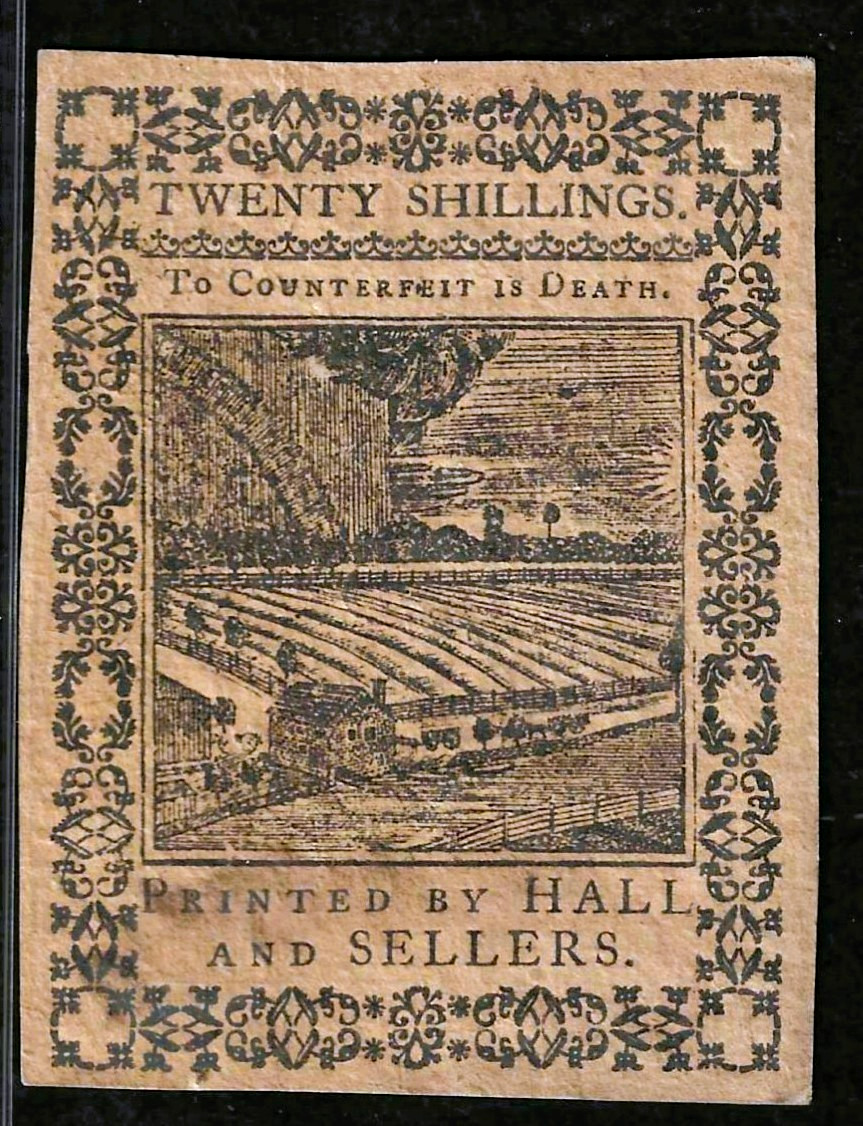 TWENTY SHILLINGS.
TO COUNTERFEIT IS DEATH.
PRINTED BY HALL
AND SELLERS.